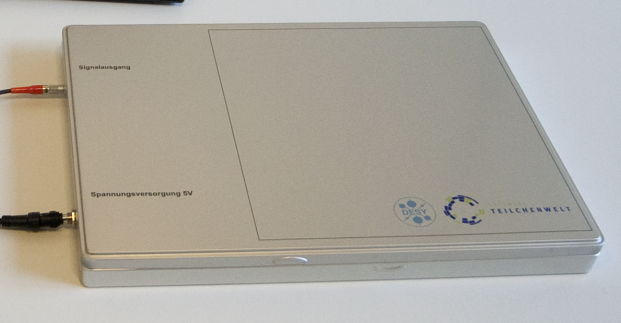 Signalausgang
Spannungsversorgung 5V
DESY
TEILCHENWELT